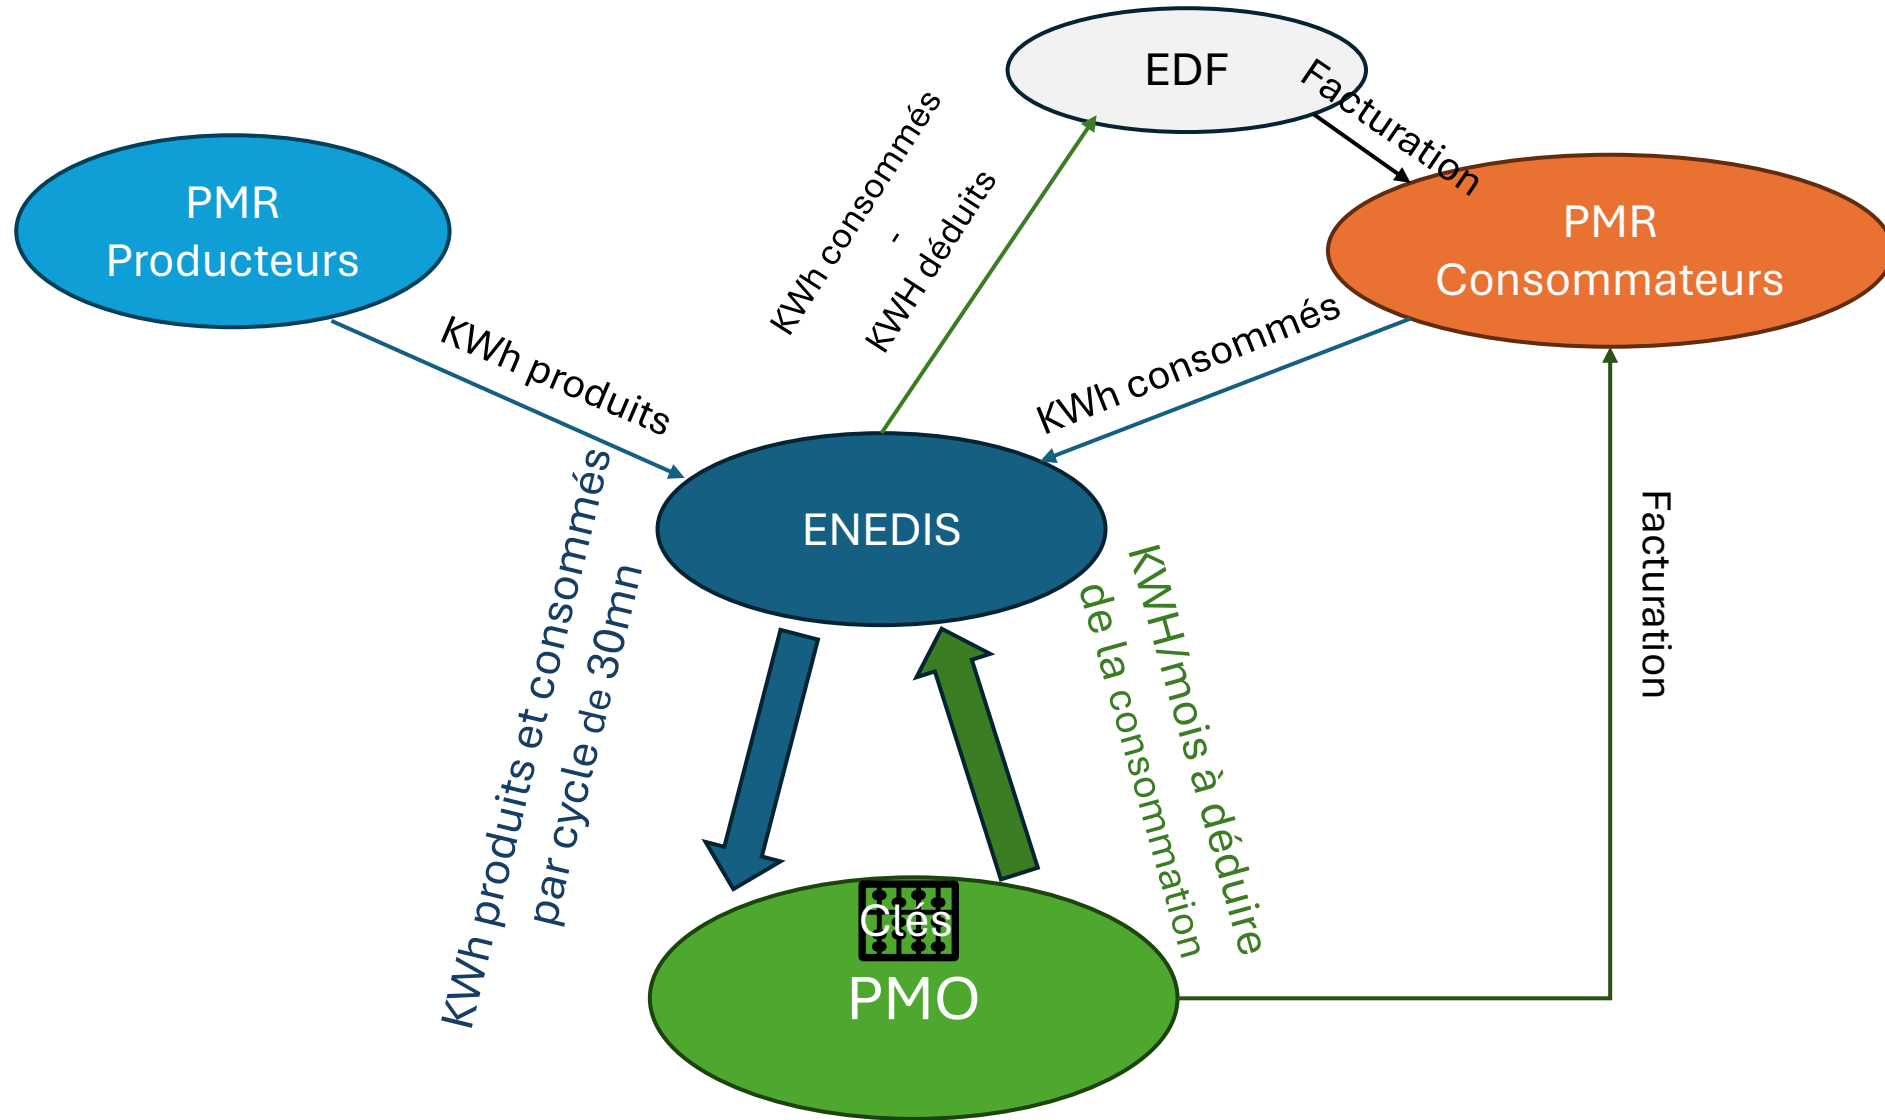 EDF
Facturation
PMR
Producteurs
KWh consommés
-
KWH déduits
PMR
Consommateurs
KWh produits
KWh consommés
ENEDIS
KWh produits et consommés
par cycle de 30mn
KWH/mois à déduire
de la consommation
Facturation
Clés
PMO